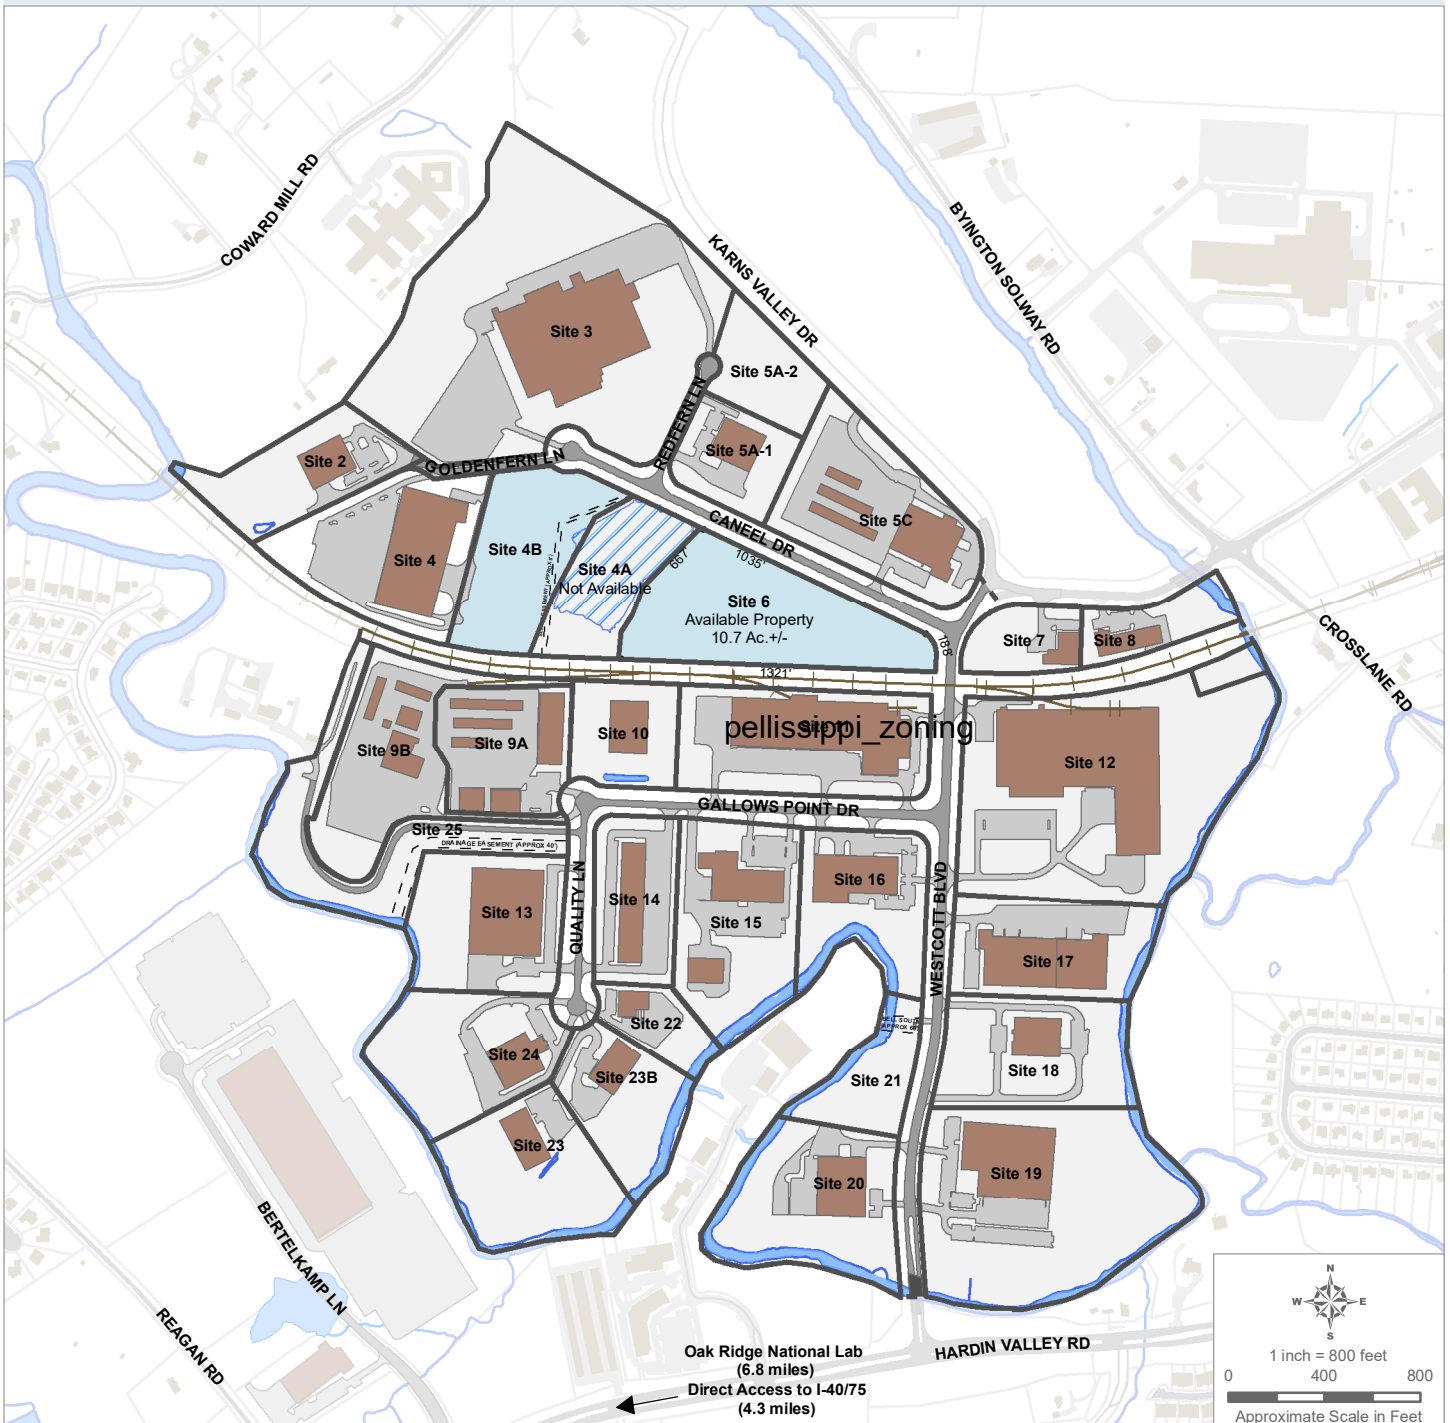 COWARD MILL RD
KARNS VALLEY DR
BYINGTON SOLWAY RD
Site 3
Site 5A-2
REDFERN LN
Site 5A-1
Site 2
GOLDENFERN LN
Site 5C
CANEEL DR
Site 4
Site 4B
Site 4A
Not Available
667'
1035'
Site 6
Available Property
10.7 Ac.+/-
188'
1321'
Site 7
Site 8
CROSSLANE RD
Site 9B
Site 9A
Site 10
pellissippi_zoning
Site 12
GALLOWS POINT DR
Site 25
DRAINAGE EASEMENT (APPROX 40')
Site 13
QUALITY LN
Site 14
Site 15
Site 16
WESTCOTT BLVD
Site 17
Site 22
Site 24
Site 23B
Site 21
Site 18
Site 23
Site 20
Site 19
BERTELKAMP LN
REAGAN RD
HARDIN VALLEY RD
Oak Ridge National Lab
(6.8 miles)
Direct Access to I-40/75
(4.3 miles)
N
W E
S
1 inch = 800 feet
0 400 800
Approximate Scale in Feet